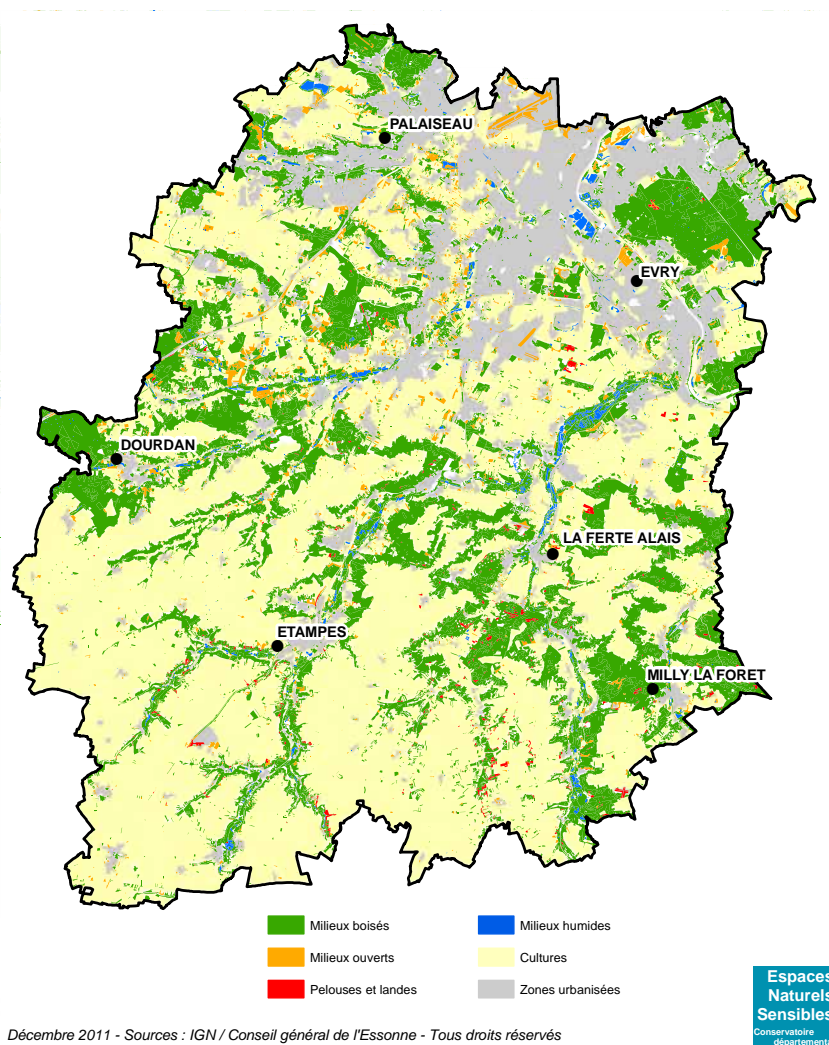 PALAISEAU
EVRY
DOURDAN
LA FERTE ALAIS
ETAMPES
MILLY LA FORET
Milieux boisés
Milieux humides
Milieux ouverts
Cultures
Pelouses et landes
Zones urbanisées
Espaces
Naturels
Sensibles
Conservatoire
départementa
Décembre 2011 - Sources : IGN / Conseil général de l'Essonne - Tous droits réservés